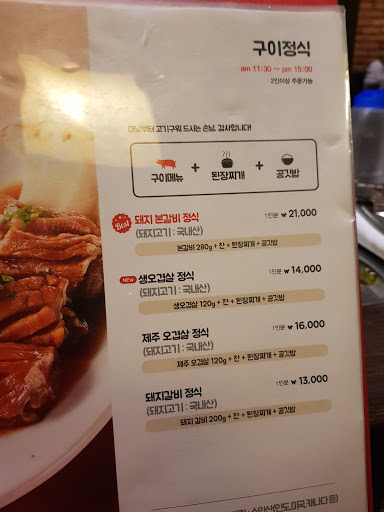 구이정식
am 11:30 ~ pm 15:00
2인이상 주문가능
대낮부터 고기구워 드시는 손님, 감사합니다!
구이메뉴 + 된장찌개 + 공깃밥
Best 돼지 본갈비 정식 1인분 ₩ 21,000
(돼지고기 : 국내산)
본갈비 280g + 찬 + 된장찌개 + 공깃밥
NEW 생오겹살 정식 1인분 ₩ 14,000
(돼지고기 : 국내산)
생오겹살 120g + 찬 + 된장찌개 + 공깃밥
제주 오겹살 정식 1인분 ₩ 16,000
(돼지고기 : 국내산)
제주 오겹살 120g + 찬 + 된장찌개 + 공깃밥
돼지갈비 정식 1인분 ₩ 13,000
(돼지고기 : 국내산)
돼지 갈비 200g + 찬 + 된장찌개 + 공깃밥